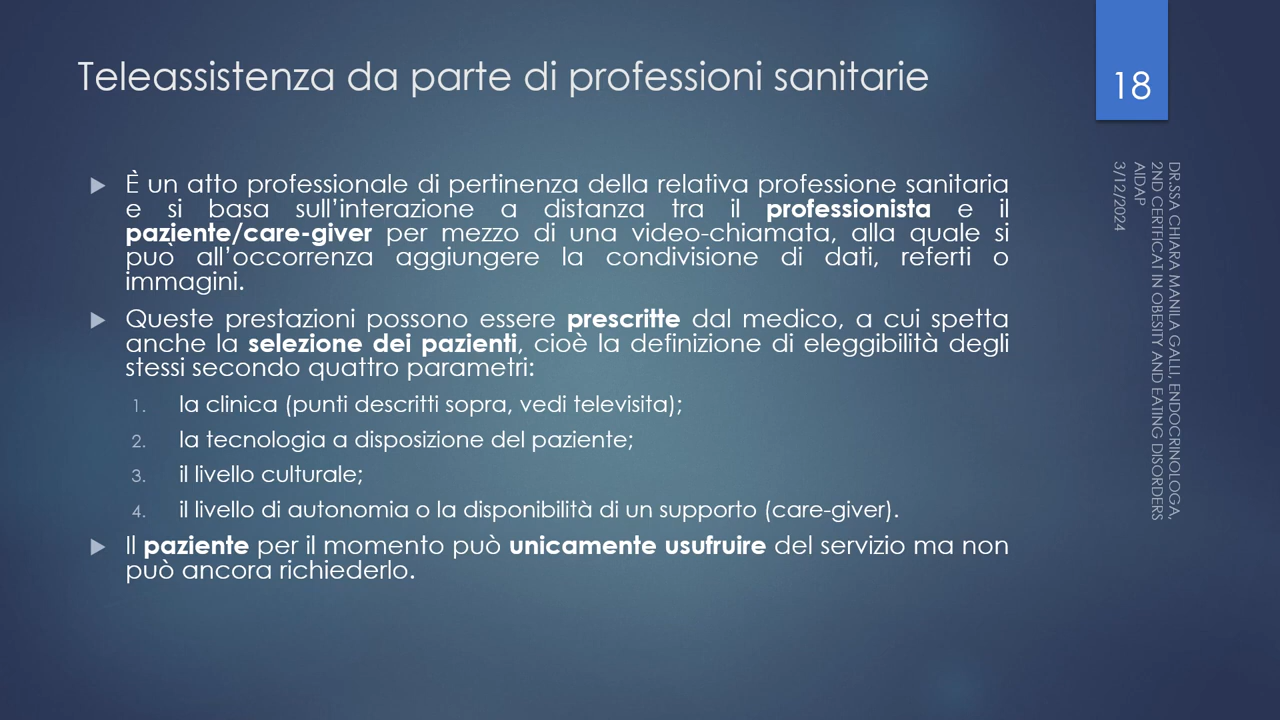 Teleassistenza da parte di professioni sanitarie
18
È un atto professionale di pertinenza della relativa professione sanitaria
e si basa sull’interazione a distanza tra il professionista e il
paziente/care-giver per mezzo di una video-chiamata, alla quale si
può all’occorrenza aggiungere la condivisione di dati, referti o
immagini.
Queste prestazioni possono essere prescritte dal medico, a cui spetta
anche la selezione dei pazienti, cioè la definizione di eleggibilità degli
stessi secondo quattro parametri:
1. la clinica (punti descritti sopra, vedi televisita);
2. la tecnologia a disposizione del paziente;
3. il livello culturale;
4. il livello di autonomia o la disponibilità di un supporto (care-giver).
Il paziente per il momento può unicamente usufruire del servizio ma non
può ancora richiederlo.
DR.SSA CHIARA MANILA GALLI, ENDOCRINOLOGA,
2ND CERTIFICAT IN OBESITY AND EATING DISORDERS
AIDAP
3/12/2024